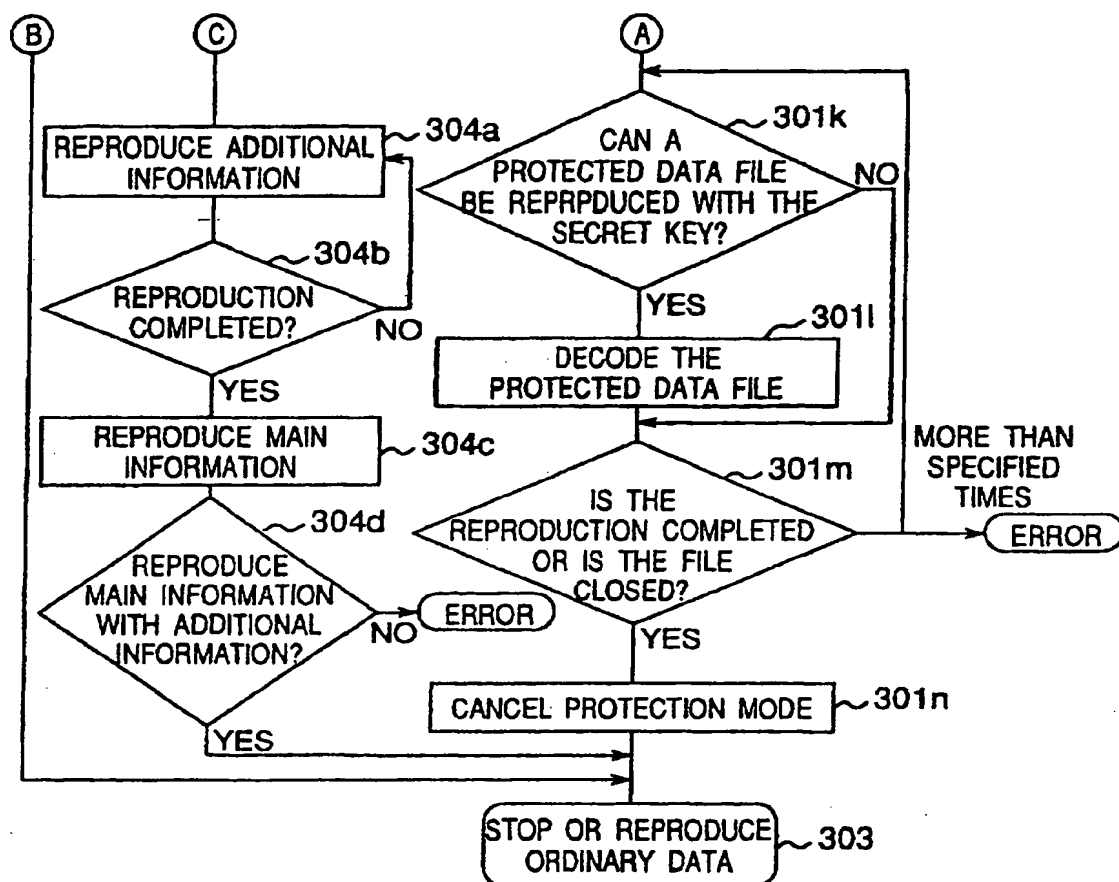 B
C
A
304a
REPRODUCE ADDITIONAL
INFORMATION
304b
REPRODUCTION
COMPLETED?
NO
YES
REPRODUCE MAIN
INFORMATION
304c
304d
REPRODUCE
MAIN INFORMATION
WITH ADDITIONAL
INFORMATION?
NO
ERROR
YES
301k
CAN A
PROTECTED DATA FILE
BE REPRPDUCED WITH THE
SECRET KEY?
NO
YES
301l
DECODE THE
PROTECTED DATA FILE
301m
IS THE
REPRODUCTION COMPLETED
OR IS THE FILE
CLOSED?
MORE THAN
SPECIFIED
TIMES
ERROR
YES
CANCEL PROTECTION MODE
301n
STOP OR REPRODUCE
ORDINARY DATA
303